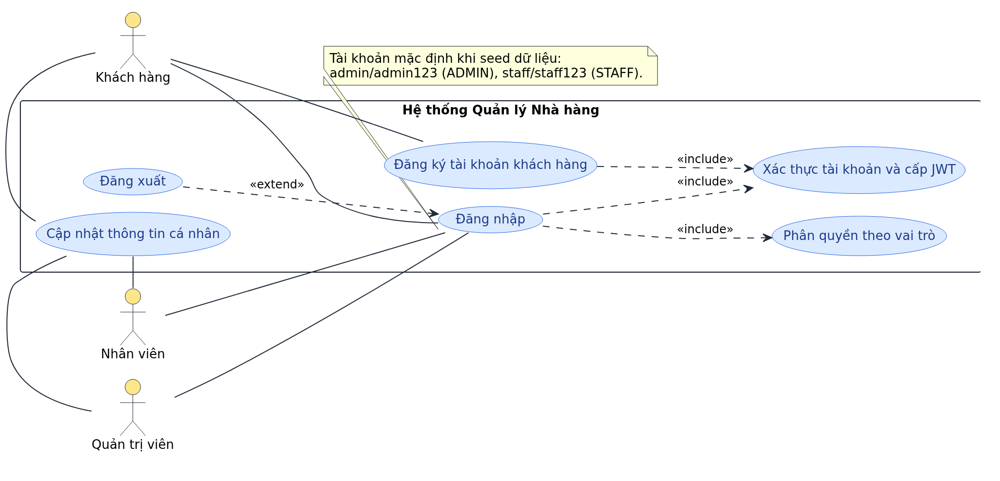 Khách hàng
Tài khoản mặc định khi seed dữ liệu:
admin/admin123 (ADMIN), staff/staff123 (STAFF).
Hệ thống Quản lý Nhà hàng
Đăng ký tài khoản khách hàng
«include»
Xác thực tài khoản và cấp JWT
«include»
Đăng xuất
«extend»
Đăng nhập
Cập nhật thông tin cá nhân
«include»
Phân quyền theo vai trò
Nhân viên
Quản trị viên